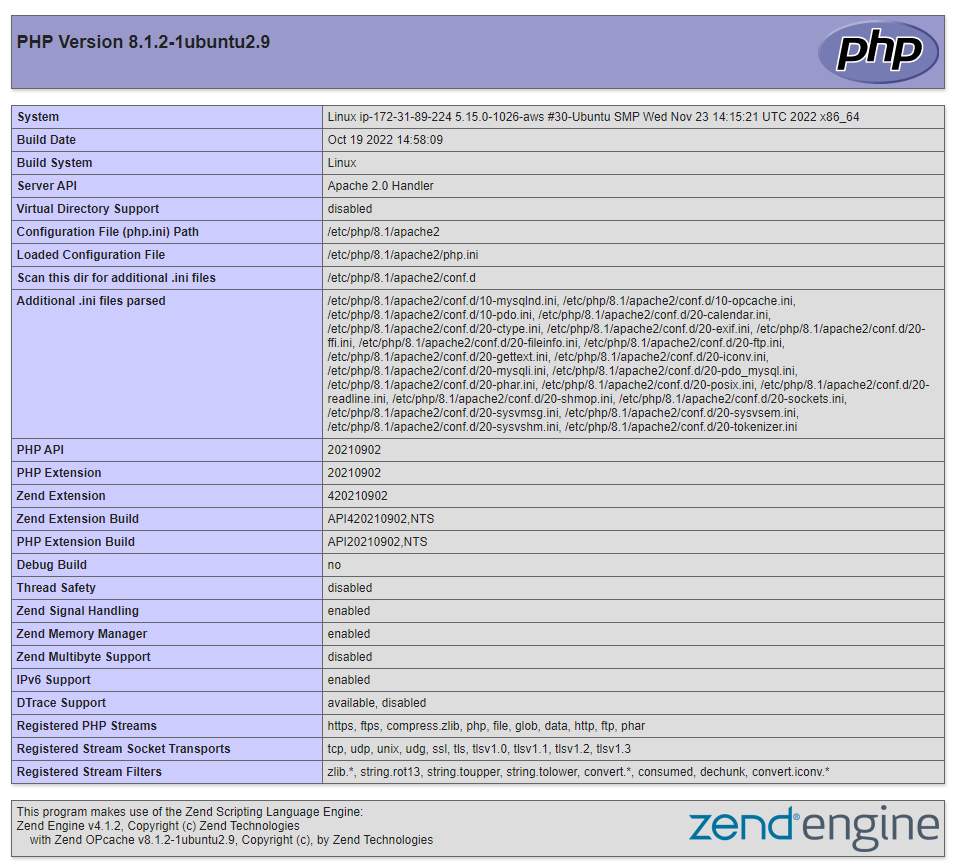 PHP Version 8.1.2-1ubuntu2.9
php
System Linux ip-172-31-89-224 5.15.0-1026-aws #30-Ubuntu SMP Wed Nov 23 14:15:21 UTC 2022 x86_64
Build Date Oct 19 2022 14:58:09
Build System Linux
Server API Apache 2.0 Handler
Virtual Directory Support disabled
Configuration File (php.ini) Path /etc/php/8.1/apache2
Loaded Configuration File /etc/php/8.1/apache2/php.ini
Scan this dir for additional .ini files /etc/php/8.1/apache2/conf.d
Additional .ini files parsed /etc/php/8.1/apache2/conf.d/10-mysqlnd.ini, /etc/php/8.1/apache2/conf.d/10-opcache.ini,
/etc/php/8.1/apache2/conf.d/10-pdo.ini, /etc/php/8.1/apache2/conf.d/20-calendar.ini,
/etc/php/8.1/apache2/conf.d/20-ctype.ini, /etc/php/8.1/apache2/conf.d/20-exif.ini, /etc/php/8.1/apache2/conf.d/20-
ffi.ini, /etc/php/8.1/apache2/conf.d/20-fileinfo.ini, /etc/php/8.1/apache2/conf.d/20-ftp.ini,
/etc/php/8.1/apache2/conf.d/20-gettext.ini, /etc/php/8.1/apache2/conf.d/20-iconv.ini,
/etc/php/8.1/apache2/conf.d/20-mysqli.ini, /etc/php/8.1/apache2/conf.d/20-pdo_mysql.ini,
/etc/php/8.1/apache2/conf.d/20-phar.ini, /etc/php/8.1/apache2/conf.d/20-posix.ini, /etc/php/8.1/apache2/conf.d/20-
readline.ini, /etc/php/8.1/apache2/conf.d/20-shmop.ini, /etc/php/8.1/apache2/conf.d/20-sockets.ini,
/etc/php/8.1/apache2/conf.d/20-sysvmsg.ini, /etc/php/8.1/apache2/conf.d/20-sysvsem.ini,
/etc/php/8.1/apache2/conf.d/20-sysvshm.ini, /etc/php/8.1/apache2/conf.d/20-tokenizer.ini
PHP API 20210902
PHP Extension 20210902
Zend Extension 420210902
Zend Extension Build API420210902,NTS
PHP Extension Build API20210902,NTS
Debug Build no
Thread Safety disabled
Zend Signal Handling enabled
Zend Memory Manager enabled
Zend Multibyte Support disabled
IPv6 Support enabled
DTrace Support available, disabled
Registered PHP Streams https, ftps, compress.zlib, php, file, glob, data, http, ftp, phar
Registered Stream Socket Transports tcp, udp, unix, udg, ssl, tls, tlsv1.0, tlsv1.1, tlsv1.2, tlsv1.3
Registered Stream Filters zlib.*, string.rot13, string.toupper, string.tolower, convert.*, consumed, dechunk, convert.iconv.*
This program makes use of the Zend Scripting Language Engine:
Zend Engine v4.1.2, Copyright (c) Zend Technologies
with Zend OPcache v8.1.2-1ubuntu2.9, Copyright (c), by Zend Technologies
zend® engine